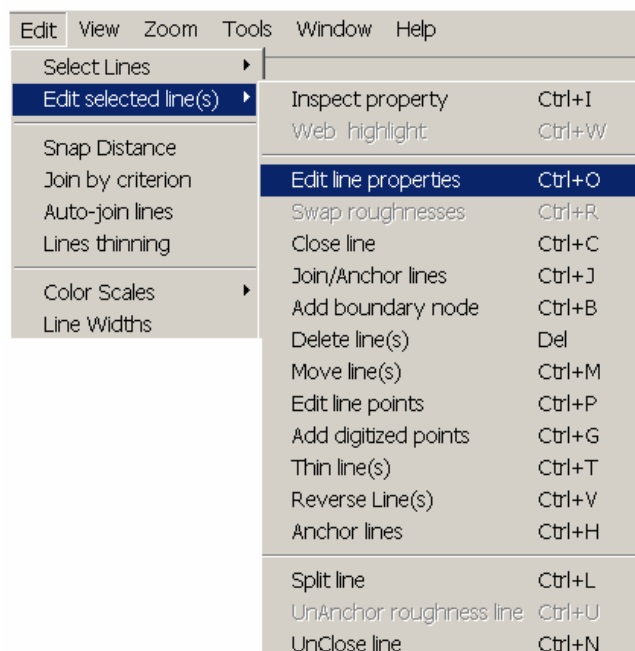 Edit View Zoom Tools Window Help
Select Lines
Edit selected line(s)
Snap Distance
Join by criterion
Auto-join lines
Lines thinning
Color Scales
Line Widths
Inspect property Ctrl+I
Web highlight Ctrl+W
Edit line properties Ctrl+O
Swap roughnesses Ctrl+R
Close line Ctrl+C
Join/Anchor lines Ctrl+J
Add boundary node Ctrl+B
Delete line(s) Del
Move line(s) Ctrl+M
Edit line points Ctrl+P
Add digitized points Ctrl+G
Thin line(s) Ctrl+T
Reverse Line(s) Ctrl+V
Anchor lines Ctrl+H
Split line Ctrl+L
UnAnchor roughness line Ctrl+U
UnClose line Ctrl+N